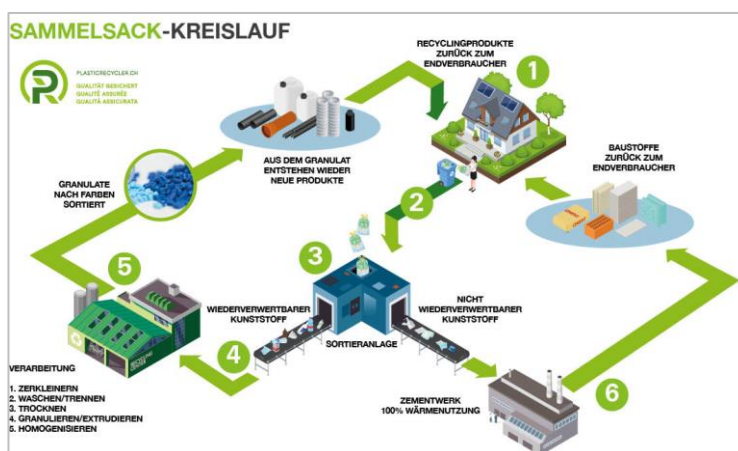 SAMMELSACK-KREISLAUF
PLASTICRECYCLER.CH
QUALITÄT GESICHERT
QUALITÉ ASSURÉE
QUALITÀ ASSICURATA
RECYCLINGPRODUKTE
ZURÜCK ZUM
ENDVERBRAUCHER
1
AUS DEM GRANULAT
ENTSTEHEN WIEDER
NEUE PRODUKTE
BAUSTOFFE
ZURÜCK ZUM
ENDVERBRAUCHER
GRANULATE
NACH FARBEN
SORTIERT
2
3
5
WIEDERVERWERTBARER
KUNSTSTOFF
NICHT
WIEDERVERWERTBARER
KUNSTSTOFF
SORTIERANLAGE
4
VERARBEITUNG
1. ZERKLEINERN
2. WASCHEN/TRENNEN
3. TROCKNEN
4. GRANULIEREN/EXTRUDIEREN
5. HOMOGENISIEREN
ZEMENTWERK
100% WÄRMENUTZUNG
6